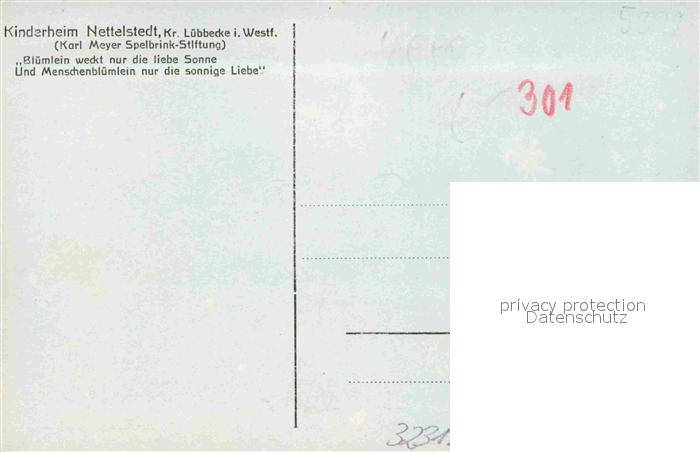 Kinderheim Nettelstedt, Kr. Lübbecke i. Westf.
(Karl Meyer Spelbrink-Stiftung)
„Blümlein weckt nur die liebe Sonne
Und Menschenblümlein nur die sonnige Liebe“
301
privacy protection
Datenschutz